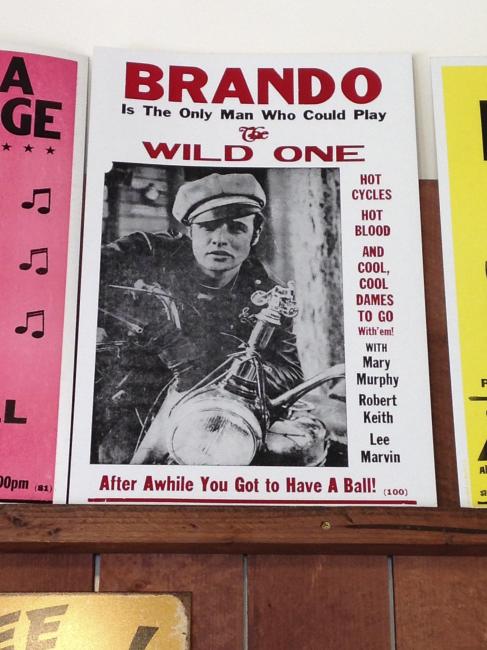 A
GE
★ ★ ★
LL
00pm (81)
BRANDO
Is The Only Man Who Could Play
The
WILD ONE
HOT
CYCLES
HOT
BLOOD
AND
COOL,
COOL
DAMES
TO GO
With'em!
WITH
Mary
Murphy
Robert
Keith
Lee
Marvin
After Awhile You Got to Have A Ball! (100)
EE